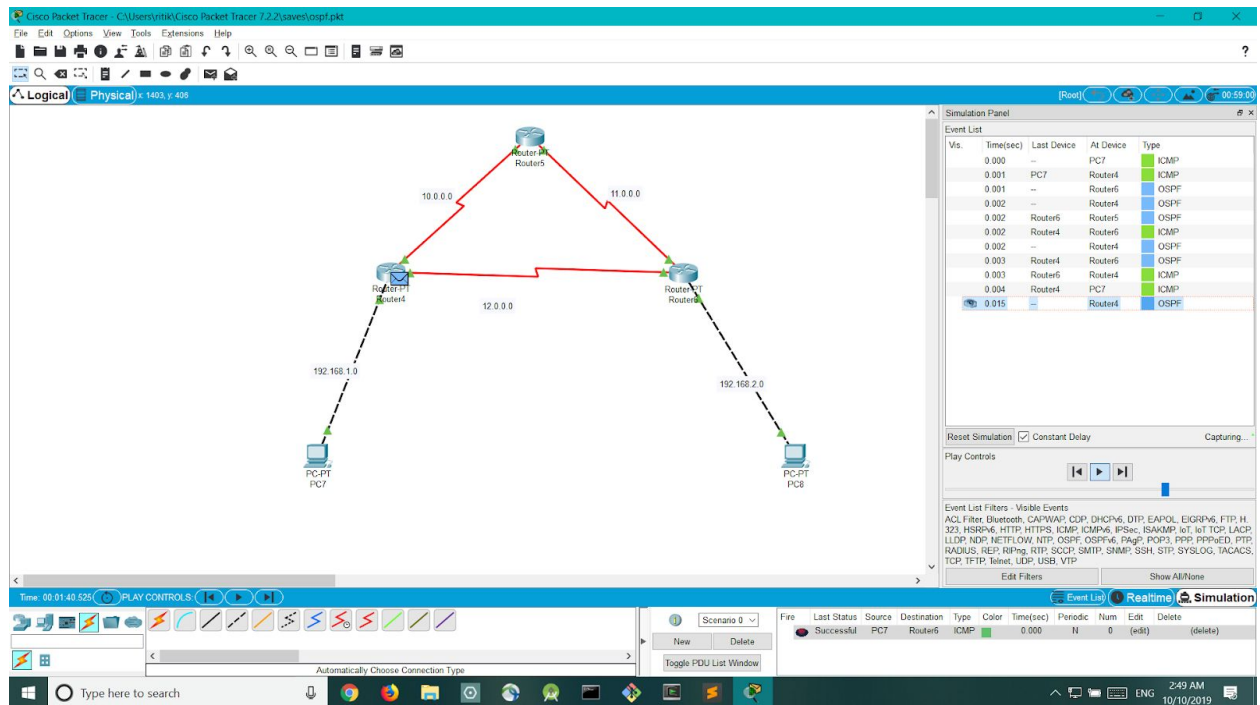 Cisco Packet Tracer - C:\Users\ritik\Cisco Packet Tracer 7.2.2\saves\ospf.pkt
File Edit Options View Tools Extensions Help
?
Logical Physical x: 1403, y: 406 [Root] 00:59:00
Router-PT
Router5
10.0.0.0
11.0.0.0
Router-PT
Router4
Router-PT
12.0.0.0
192.168.1.0
192.168.2.0
PC-PT
PC7
PC-PT
PC8
Simulation Panel
Event List
Vis. Time(sec) Last Device At Device Type
0.000 -- PC7 ICMP
0.001 PC7 Router4 ICMP
0.001 -- Router6 OSPF
0.002 -- Router4 OSPF
0.002 Router6 Router5 OSPF
0.002 Router4 Router6 ICMP
0.002 -- Router4 OSPF
0.003 Router4 Router6 OSPF
0.003 Router6 Router4 ICMP
0.004 Router4 PC7 ICMP
0.015 -- Router4 OSPF
Reset Simulation Constant Delay Capturing...
Play Controls
Event List Filters - Visible Events
ACL Filter, Bluetooth, CAPWAP, CDP, DHCPv6, DTP, EAPOL, EIGRPv6, FTP, H.
323, HSRPv6, HTTP, HTTPS, ICMP, ICMPv6, IPSec, ISAKMP, IoT, IoT TCP, LACP,
LLDP, NDP, NETFLOW, NTP, OSPF, OSPFv6, PAgP, POP3, PPP, PPPoED, PTP,
RADIUS, REP, RIPng, RTP, SCCP, SMTP, SNMP, SSH, STP, SYSLOG, TACACS,
TCP, TFTP, Telnet, UDP, USB, VTP
Edit Filters Show All/None
Time: 00:01:40.525 PLAY CONTROLS:
Event List Realtime Simulation
Automatically Choose Connection Type
Scenario 0
New Delete
Toggle PDU List Window
Fire Last Status Source Destination Type Color Time(sec) Periodic Num Edit Delete
Successful PC7 Router6 ICMP 0.000 N 0 (edit) (delete)
Type here to search
ENG
2:49 AM
10/10/2019